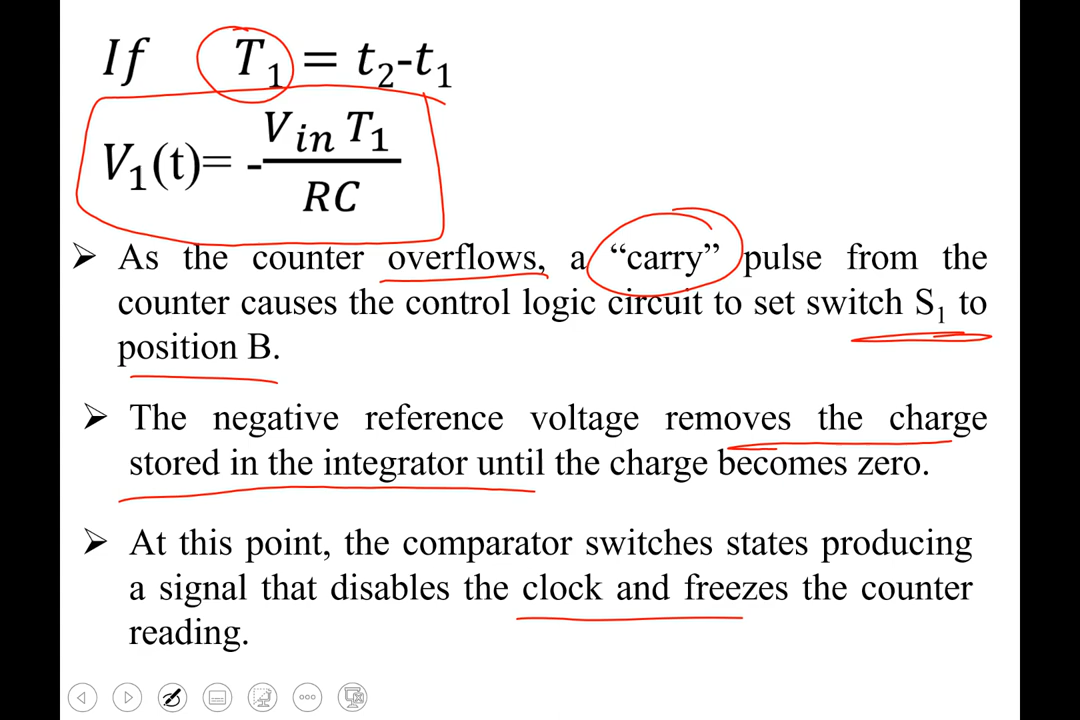 If T₁ = t₂-t₁
V₁(t)= -V_in T₁/RC
➢ As the counter overflows, a “carry” pulse from the
counter causes the control logic circuit to set switch S₁ to
position B.
➢ The negative reference voltage removes the charge
stored in the integrator until the charge becomes zero.
➢ At this point, the comparator switches states producing
a signal that disables the clock and freezes the counter
reading.